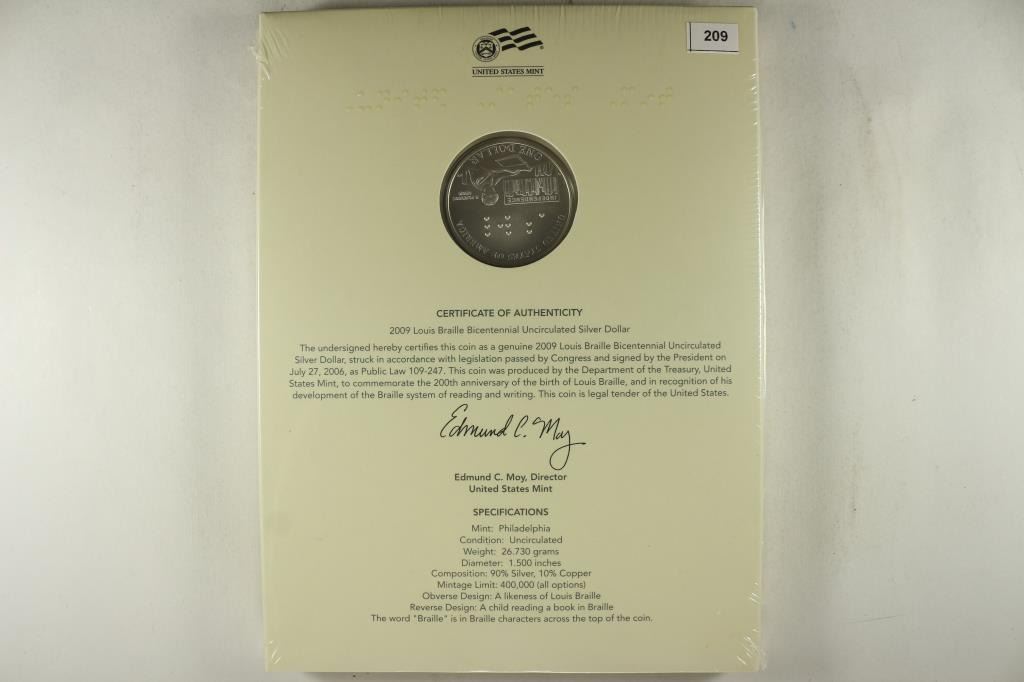 209
UNITED STATES MINT
ONE DOLLAR
INDEPENDENCE
UNITED STATES OF AMERICA
CERTIFICATE OF AUTHENTICITY
2009 Louis Braille Bicentennial Uncirculated Silver Dollar
The undersigned hereby certifies this coin as a genuine 2009 Louis Braille Bicentennial Uncirculated
Silver Dollar, struck in accordance with legislation passed by Congress and signed by the President on
July 27, 2006, as Public Law 109-247. This coin was produced by the Department of the Treasury, United
States Mint, to commemorate the 200th anniversary of the birth of Louis Braille, and in recognition of his
development of the Braille system of reading and writing. This coin is legal tender of the United States.
Edmund C. Moy
Edmund C. Moy, Director
United States Mint
SPECIFICATIONS
Mint: Philadelphia
Condition: Uncirculated
Weight: 26.730 grams
Diameter: 1.500 inches
Composition: 90% Silver, 10% Copper
Mintage Limit: 400,000 (all options)
Obverse Design: A likeness of Louis Braille
Reverse Design: A child reading a book in Braille
The word "Braille" is in Braille characters across the top of the coin.